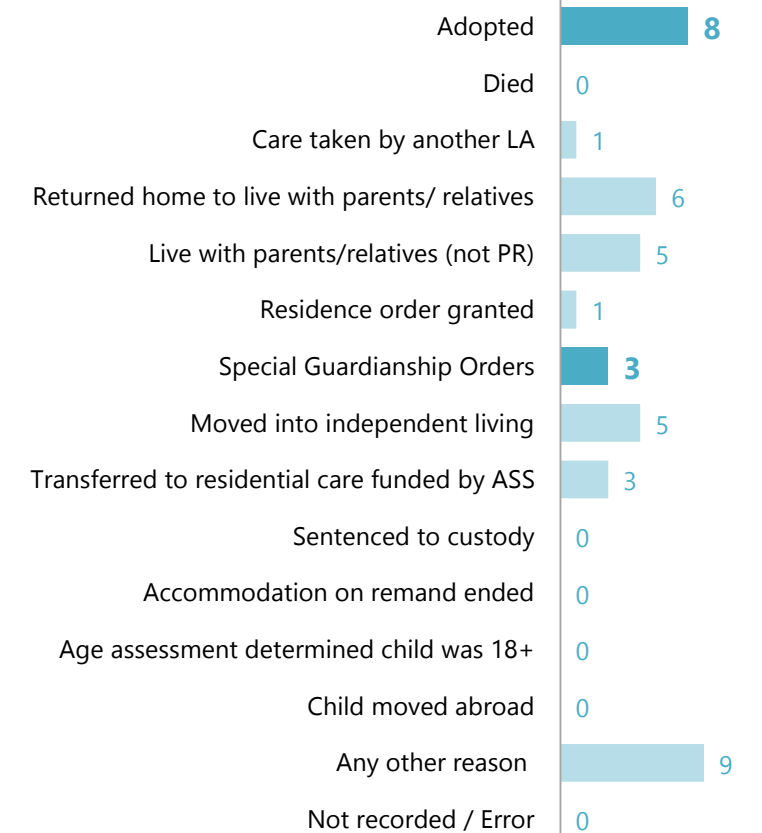 Adopted 8
Died 0
Care taken by another LA 1
Returned home to live with parents/ relatives 6
Live with parents/relatives (not PR) 5
Residence order granted 1
Special Guardianship Orders 3
Moved into independent living 5
Transferred to residential care funded by ASS 3
Sentenced to custody 0
Accommodation on remand ended 0
Age assessment determined child was 18+ 0
Child moved abroad 0
Any other reason 9
Not recorded / Error 0